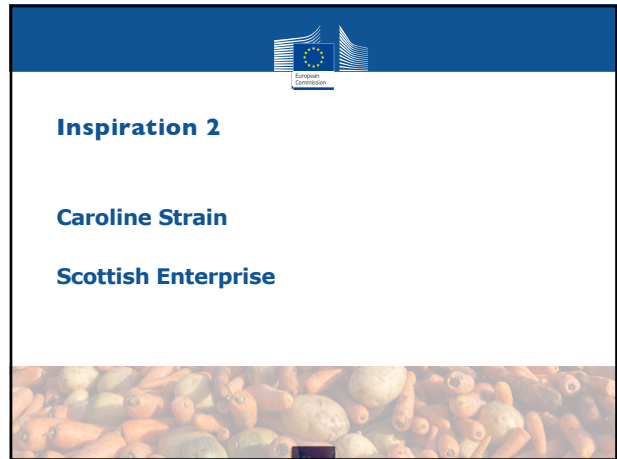 European
Commission
Inspiration 2
Caroline Strain
Scottish Enterprise